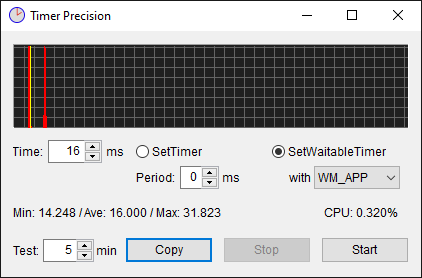 Timer Precision
Time: 16 ms SetTimer SetWaitableTimer
Period: 0 ms with WM_APP
Min: 14.248 / Ave: 16.000 / Max: 31.823 CPU: 0.320%
Test: 5 min Copy Stop Start